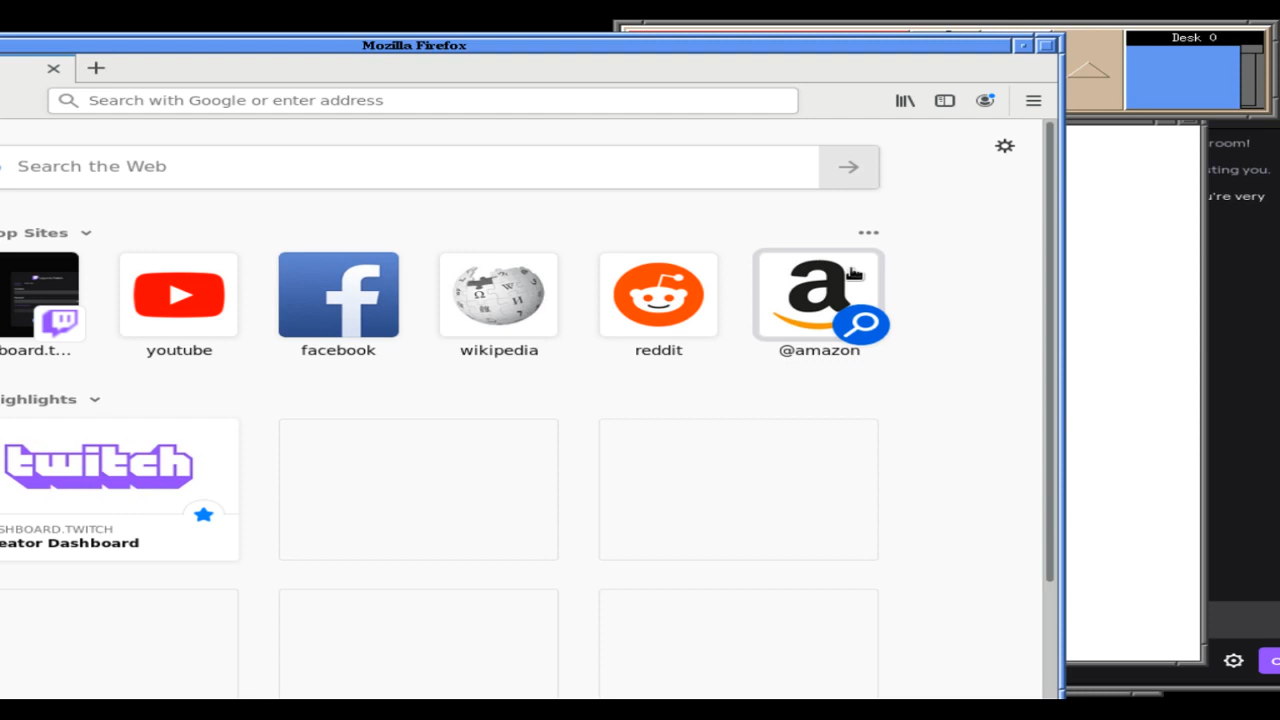 Mozilla Firefox
Desk 0
Search with Google or enter address
room!
Search the Web
sting you.
u're very
op Sites
a
f
board.t...
youtube
facebook
wikipedia
reddit
@amazon
ighlights
twitch
SHBOARD.TWITCH
eator Dashboard